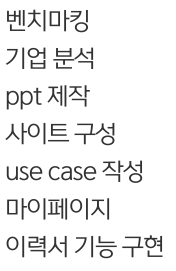 벤치마킹
기업 분석
ppt 제작
사이트 구성
use case 작성
마이페이지
이력서 기능 구현